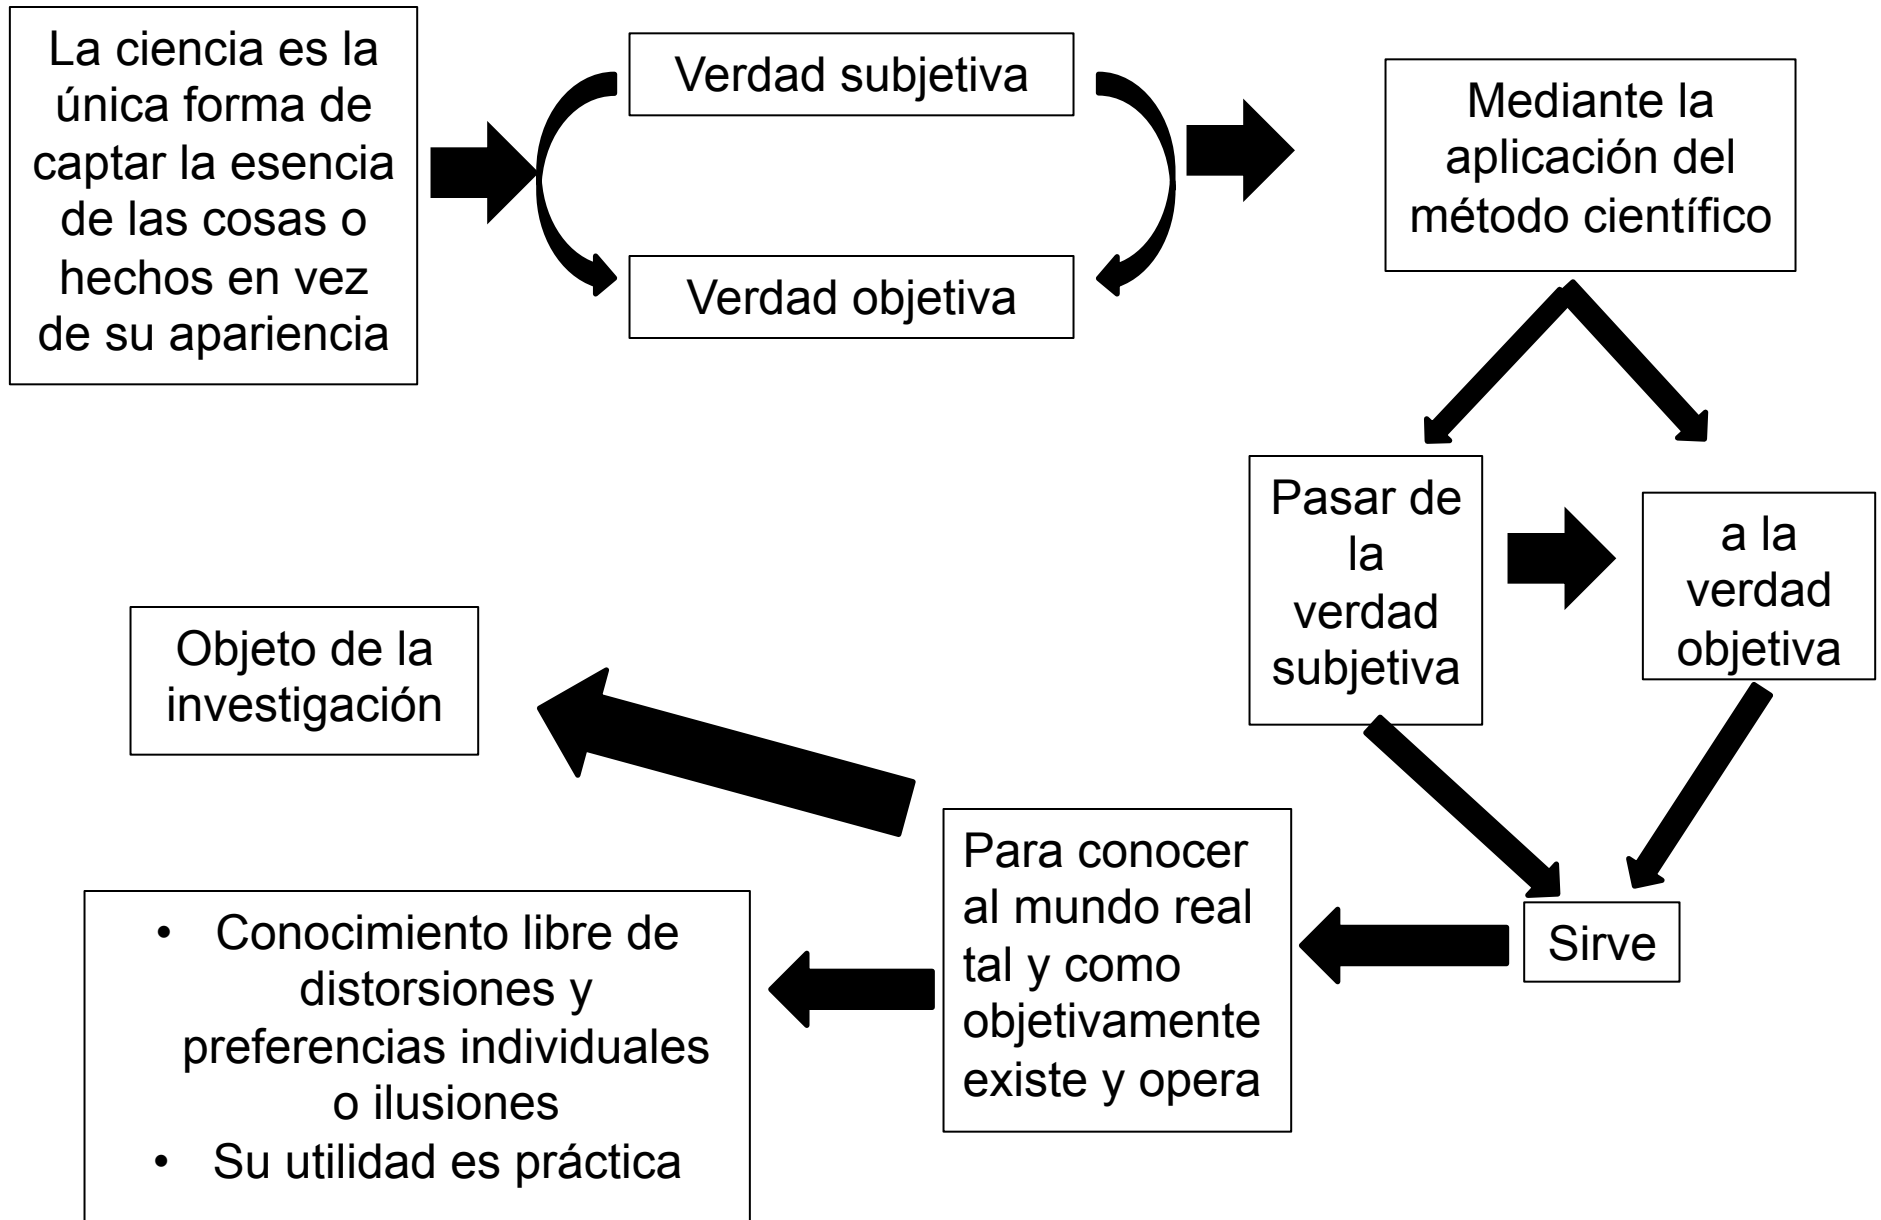 La ciencia es la
única forma de
captar la esencia
de las cosas o
hechos en vez
de su apariencia
Verdad subjetiva
Verdad objetiva
Mediante la
aplicación del
método científico
Pasar de
la
verdad
subjetiva
a la
verdad
objetiva
Sirve
Para conocer
al mundo real
tal y como
objetivamente
existe y opera
Objeto de la
investigación
• Conocimiento libre de
distorsiones y
preferencias individuales
o ilusiones
• Su utilidad es práctica